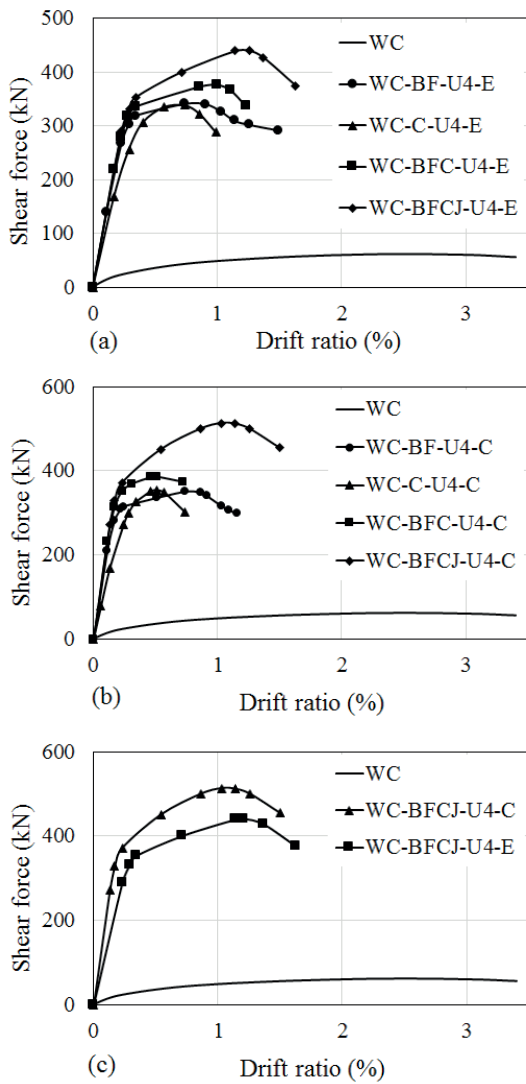 500
400
300
200
100
0
Shear force (kN)
WC
WC-BF-U4-E
WC-C-U4-E
WC-BFC-U4-E
WC-BFCJ-U4-E
0 1 2 3
(a) Drift ratio (%)
600
400
200
0
Shear force (kN)
WC
WC-BF-U4-C
WC-C-U4-C
WC-BFC-U4-C
WC-BFCJ-U4-C
0 1 2 3
(b) Drift ratio (%)
600
400
200
0
Shear force (kN)
WC
WC-BFCJ-U4-C
WC-BFCJ-U4-E
0 1 2 3
(c) Drift ratio (%)